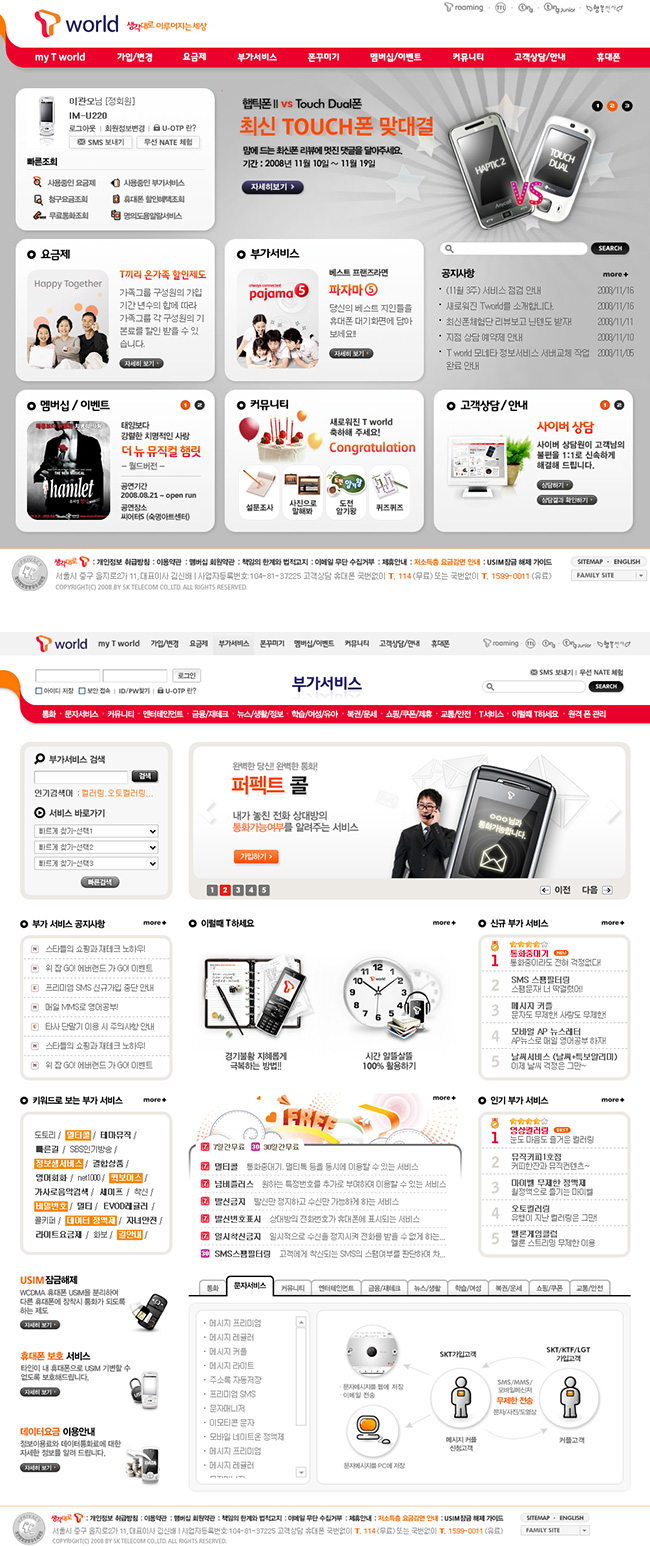 rooming · tTL · ting · ting Junior
T world 생각대로 이루어지는 세상
my T world 가입/변경 요금제 부가서비스 폰꾸미기 멤버십/이벤트 커뮤니티 고객상담/안내 휴대폰
님 [정회원]
IM-U220
로그아웃 | 회원정보변경 | U-OTP 란?
SMS 보내기 무선 NATE 체험
빠른조회
사용중인 요금제 사용중인 부가서비스
청구요금조회 휴대폰 할인혜택조회
무료통화조회 명의도용알람서비스
햅틱폰 II vs Touch Dual폰
최신 TOUCH폰 맞대결
맘에 드는 최신폰 리뷰에 멋진 댓글을 달아주세요.
기간 : 2008년 11월 10일 ~ 11월 19일
자세히보기
1 2 3
HAPTIC 2
TOUCH DUAL
VS
요금제
Happy Together
T끼리 온가족 할인제도
가족그룹 구성원의 가입
기간 년수의 합에 따라
가족그룹 각 구성원의 기
본료를 할인 받을 수 있
습니다.
자세히 보기
부가서비스
pajama 5
베스트 프랜즈라면
파자마 5
당신의 베스트 지인들을
휴대폰 대기화면에 담아
보세요!!
자세히 보기
SEARCH
공지사항 more +
(11월 3주) 서비스 점검 안내 2008/11/16
새로워진 Tworld를 소개합니다. 2008/11/16
최신폰체험단 리뷰보고 닌텐도 받자! 2008/11/11
지점 상담 예약제 안내 2008/11/10
T world 모네타 정보서비스 서버교체 작업 2008/11/05
완료 안내
멤버십 / 이벤트 1 2
hamlet
태양보다
강렬한 치명적인 사랑
더 뉴 뮤지컬 햄릿
- 월드버전 -
공연기간
2008.08.21 ~ open run
공연장소
씨어터S (숙명아트센터)
커뮤니티
새로워진 T world
축하해 주세요!
Congratulation
설문조사 사진으로 말해봐 도전 암기왕 퀴즈퀴즈
고객상담 / 안내 1 2
사이버 상담
사이버 상담원이 고객님의
불편을 1:1로 신속하게
해결해 드립니다.
상담하기
상담결과 확인하기
생각대로 T : 개인정보 취급방침 : 이용약관 : 멤버십 회원약관 : 책임의 한계와 법적고지 : 이메일 무단 수집거부 : 제휴안내 : 저소득층 요금감면 안내 : USIM잠금 해제 가이드
서울시 중구 을지로2가 11, 대표이사 김신배 | 사업자등록번호:104-81-37225 고객상담 휴대폰 국번없이 T. 114 (무료) 또는 국번없이 T. 1599-0011 (유료)
COPYRIGHT(C) 2008 BY SK TELECOM CO.,LTD. ALL RIGHTS RESERVED.
SITEMAP · ENGLISH
FAMILY SITE
T world my T world 가입/변경 요금제 부가서비스 폰꾸미기 멤버십/이벤트 커뮤니티 고객상담/안내 휴대폰
로그인
아이디 저장 보안 접속 | ID/PW찾기 | U-OTP 란?
부가서비스
SMS 보내기 | 무선 NATE 체험
SEARCH
통화 · 문자서비스 · 커뮤니티 · 엔터테인먼트 · 금융/재테크 · 뉴스/생활/정보 · 학습/여성/유아 · 복권/운세 · 쇼핑/쿠폰/제휴 · 교통/안전 · T서비스 · 이럴때 T하세요 · 원격 폰 관리
부가서비스 검색
검색
인기검색어 : 컬러링,오토컬러링...
서비스 바로가기
빠르게 찾기-선택1
빠르게 찾기-선택2
빠르게 찾기-선택3
빠른검색
완벽한 당신! 완벽한 통화!
퍼펙트 콜
내가 놓친 전화 상대방의
통화가능여부를 알려주는 서비스
가입하기
ㅇㅇㅇ님과
통화가능합니다.
1 2 3 4 5 이전 다음
부가 서비스 공지사항 more +
스타들의 쇼핑과 재테크 노하우!
위 잡 GO! 에버랜드 가 GO! 이벤트
프리미엄 SMS 신규가입 중단 안내
매일 MMS로 영어공부!
타사 단말기 이용 시 주의사항 안내
스타들의 쇼핑과 재테크 노하우!
위 잡 GO! 에버랜드 가 GO! 이벤트
이럴때 T하세요 more +
경기불황 지혜롭게
극복하는 방법!!
시간 알뜰살뜰
100% 활용하기
신규 부가 서비스 more +
1 통화중대기
통화중이라도 전혀 걱정없다!
2 SMS 스팸필터링
스팸문자 너 딱걸렸어!
3 메시지 커플
문자도 무제한! 사랑도 무제한!
4 모바일 AP 뉴스레터
AP뉴스로 매일 영어공부 하자!
5 날씨서비스 (날씨+특보알리미)
이제 날씨 걱정은 그만~
키워드로 보는 부가 서비스 more +
도토리 / 멀티콜 / 테마뮤직 /
빠른길 / SBS인기방송 /
정보샘서비스 / 결합상품 /
영어회화 / net1000 / 퀵보이스 /
가사로음악검색 / 세이프 / 착신 /
비밀번호 / 멀티 / EVOD레귤러 /
콜키퍼 / 데이터 정액제 / 자녀안전 /
라이트요금제 / 화보 / 길안내 /
FREE
more +
7 7일간무료 30 30일간무료
7 멀티콜 통화중대기, 멀티톡 등을 동시에 이용할 수 있는 서비스
7 넘버플러스 원하는 특정번호를 추가로 부여하여 이용할 수 있는 서비스
7 발신금지 발신만 정지하고 수신만 가능하게 하는 서비스
7 발신번호표시 상대방의 전화번호가 휴대폰에 표시되는 서비스
7 일시착신금지 일시적으로 수신을 정지시켜 전화를 받을 수 없게 하는...
30 SMS스팸필터링 고객에게 착신되는 SMS의 스팸여부를 판단하여 차...
인기 부가 서비스 more +
1 영상컬러링
눈도 마음도 즐거운 컬러링
2 뮤직커피1호점
커피한잔과 뮤직컨텐츠~
3 마이벨 무제한 정액제
월정액으로 즐기는 마이벨
4 오토컬러링
유행이 지난 컬러링은 그만!
5 멜론게임클럽
멜론 스트리밍 무제한 이용
USIM잠금해제
WCDMA 휴대폰 USIM을 분리하여
다른 휴대폰에 장착시 통화가 되도록
하는 제도
자세히 보기
휴대폰 보호 서비스
타인이 내 휴대폰으로 USIM 기변할 수
없도록 보호해드립니다.
자세히 보기
데이터요금 이용안내
정보이용료와 데이터통화료에 대한
자세한 정보를 알려 드립니다.
자세히 보기
통화 문자서비스 커뮤니티 엔터테인먼트 금융/재테크 뉴스/생활 학습/여성 복권/운세 쇼핑/쿠폰 교통/안전
메시지 프리미엄
메시지 레귤러
메시지 커플
메시지 라이트
주소록 자동저장
프리미엄 SMS
문자매니저
이모티콘 문자
모바일 네이트온 정액제
메시지 프리미엄
메시지 레귤러
· 문자메시지를 웹에 저장
· 이메일 전송
문자메시지를 PC에 저장
SKT가입고객
메시지 커플
신청고객
SMS/MMS/
모바일메신저
무제한 전송
문자/사진/도영상
SKT/KTF/LGT
가입고객
커플고객
생각대로 T : 개인정보 취급방침 : 이용약관 : 멤버십 회원약관 : 책임의 한계와 법적고지 : 이메일 무단 수집거부 : 제휴안내 : 저소득층 요금감면 안내 : USIM잠금 해제 가이드
서울시 중구 을지로2가 11, 대표이사 김신배 | 사업자등록번호:104-81-37225 고객상담 휴대폰 국번없이 T. 114 (무료) 또는 국번없이 T. 1599-0011 (유료)
COPYRIGHT(C) 2008 BY SK TELECOM CO.,LTD. ALL RIGHTS RESERVED.
SITEMAP · ENGLISH
FAMILY SITE